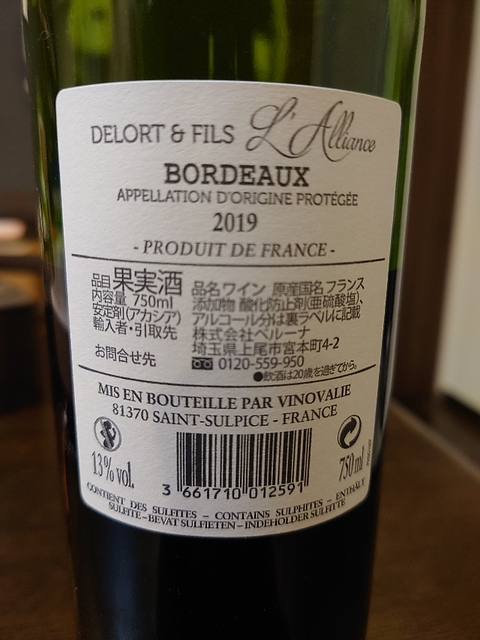 DELORT & FILS L'Alliance
BORDEAUX
APPELLATION D'ORIGINE PROTÉGÉE
2019
- PRODUIT DE FRANCE -
品目 果実酒 品名 ワイン 原産国名 フランス
内容量 750ml 添加物 酸化防止剤(亜硫酸塩)、
安定剤(アカシア) アルコール分は裏ラベルに記載
輸入者・引取先 株式会社ベルーナ
埼玉県上尾市宮本町4-2
お問合せ先 0120-559-950
●飲酒は20歳を過ぎてから。
MIS EN BOUTEILLE PAR VINOVALIE
81370 SAINT-SULPICE - FRANCE
13% vol. 750 ml
3 661710 012591
CONTIENT DES SULFITES – CONTAINS SULPHITES – ENTHÄLT
SULFITE – BEVAT SULFIETEN – INDEHOLDER SULFITTE